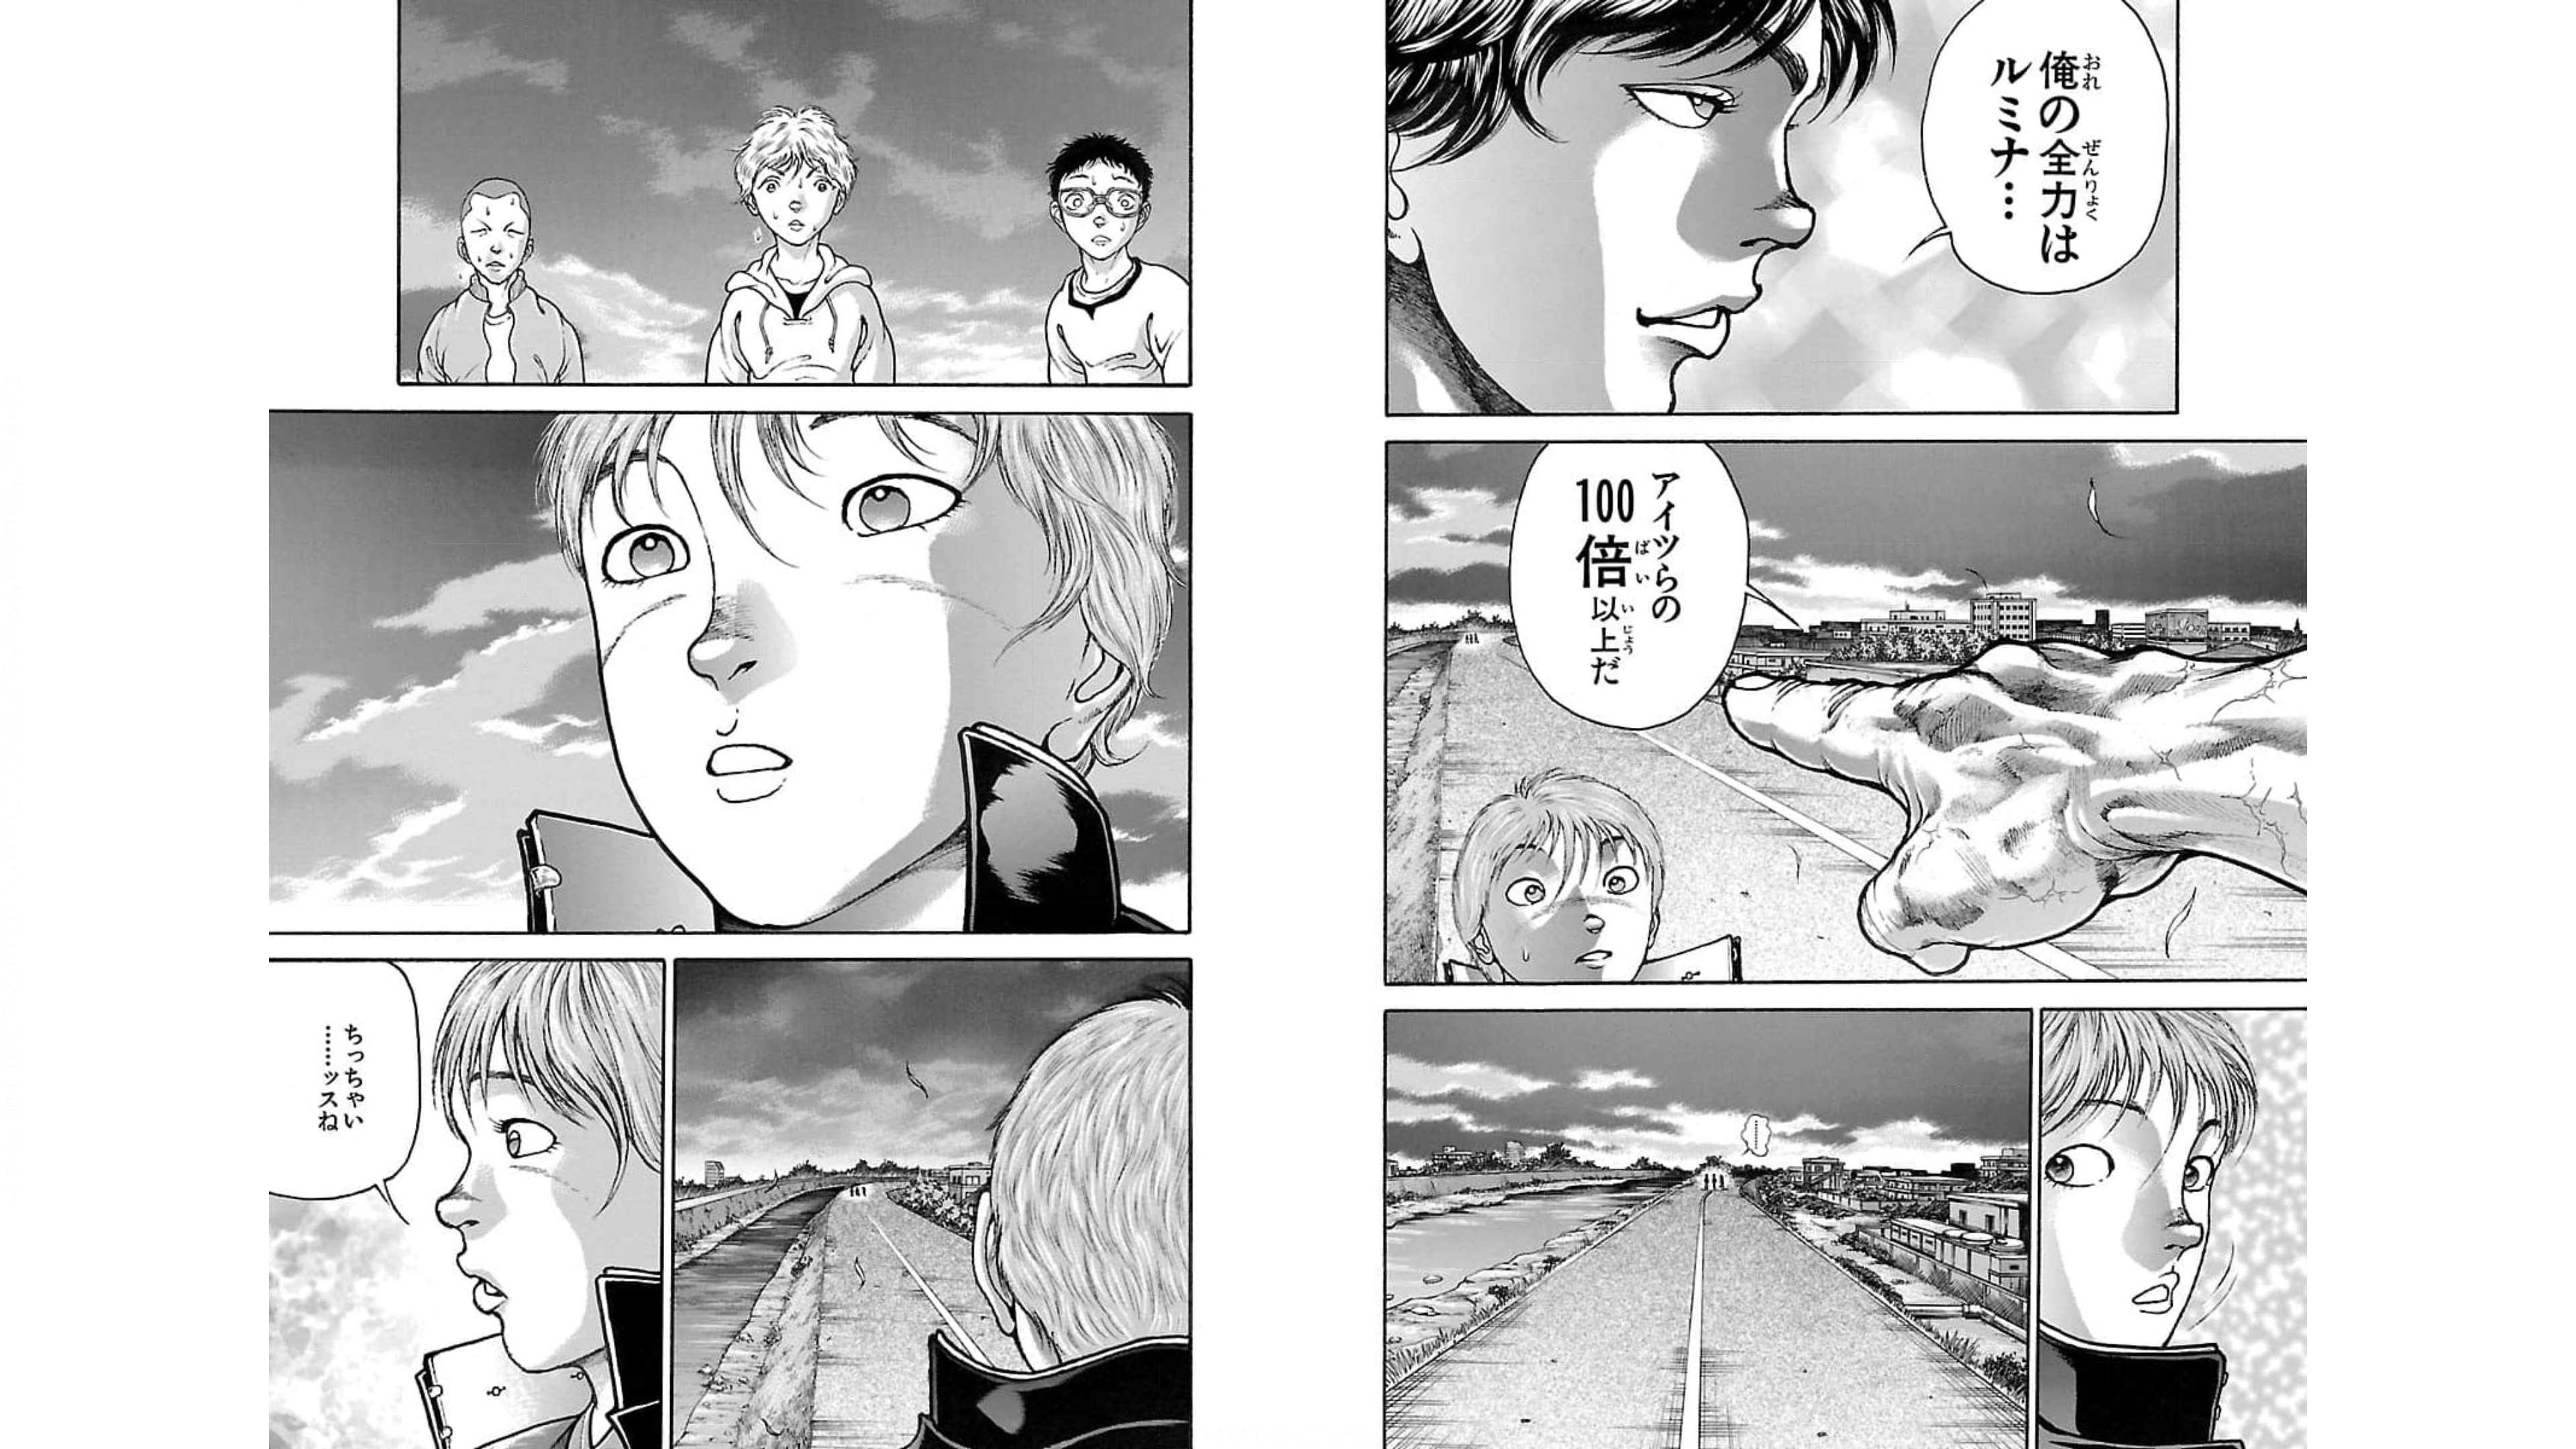 俺の全力は
ルミナ…
アイツらの
100倍
以上だ
………
ちっちゃい
……ッスね